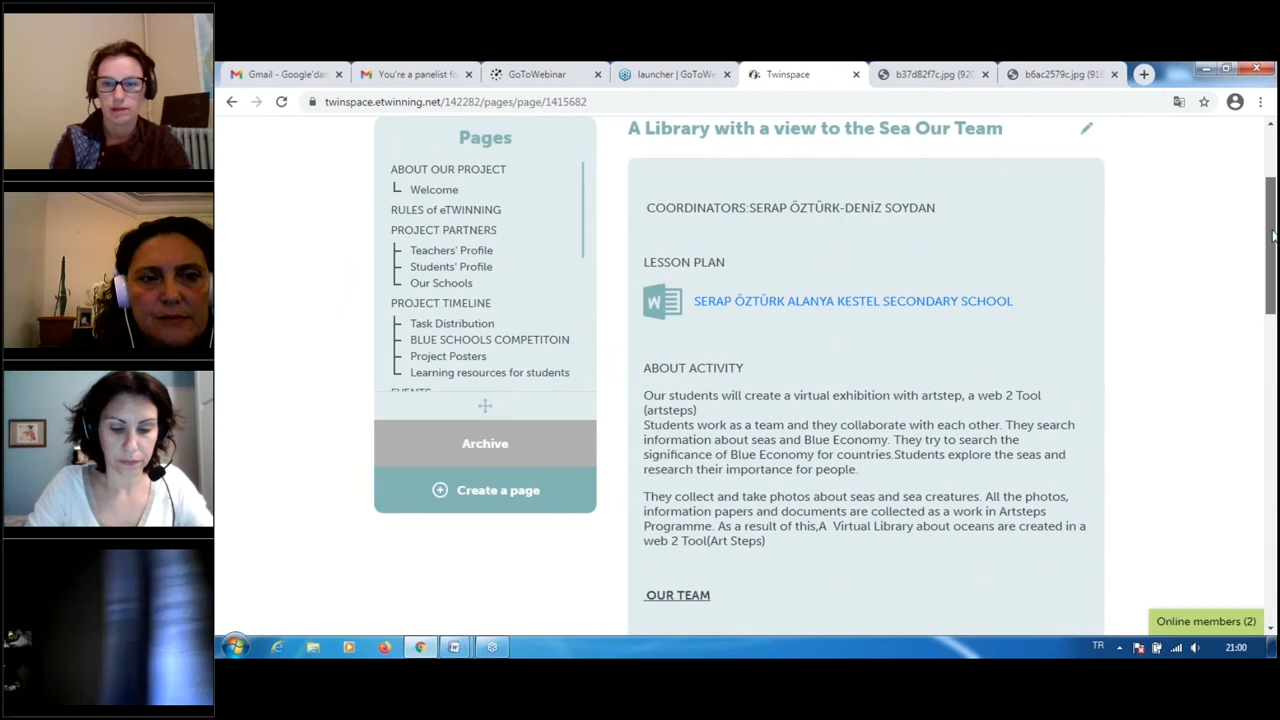 Gmail - Google'dan
You're a panelist fo
GoToWebinar
launcher | GoToWe
Twinspace
b37d82f7c.jpg (92
b6ac2579c.jpg (91
twinspace.etwinning.net/142282/pages/page/1415682
Pages
ABOUT OUR PROJECT
Welcome
RULES of eTWINNING
PROJECT PARTNERS
Teachers' Profile
Students' Profile
Our Schools
PROJECT TIMELINE
Task Distribution
BLUE SCHOOLS COMPETITOIN
Project Posters
Learning resources for students
EVENTS
Archive
Create a page
A Library with a view to the Sea Our Team
COORDINATORS:SERAP ÖZTÜRK-DENİZ SOYDAN
LESSON PLAN
W
SERAP ÖZTÜRK ALANYA KESTEL SECONDARY SCHOOL
ABOUT ACTIVITY
Our students will create a virtual exhibition with artstep, a web 2 Tool
(artsteps)
Students work as a team and they collaborate with each other. They search
information about seas and Blue Economy. They try to search the
significance of Blue Economy for countries.Students explore the seas and
research their importance for people.
They collect and take photos about seas and sea creatures. All the photos,
information papers and documents are collected as a work in Artsteps
Programme. As a result of this,A Virtual Library about oceans are created in a
web 2 Tool(Art Steps)
OUR TEAM
Online members (2)
TR
21:00